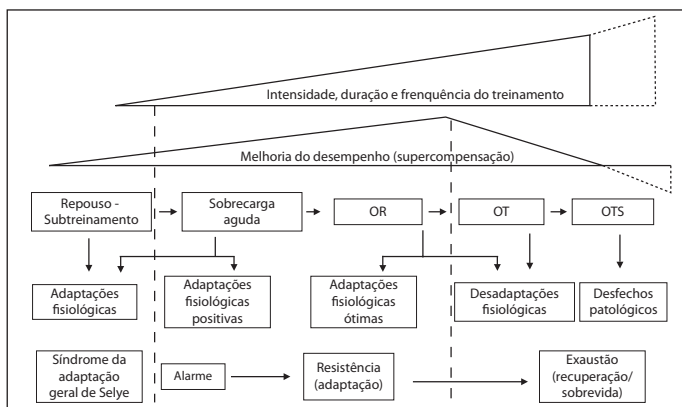 Intensidade, duração e frenquência do treinamento
Melhoria do desempenho (supercompensação)
Repouso -
Subtreinamento
Sobrecarga
aguda
OR
OT
OTS
Adaptações
fisiológicas
Adaptações
fisiológicas
positivas
Adaptações
fisiológicas
ótimas
Desadaptações
fisiológicas
Desfechos
patológicos
Síndrome da
adaptação
geral de Selye
Alarme
Resistência
(adaptação)
Exaustão
(recuperação/
sobrevida)